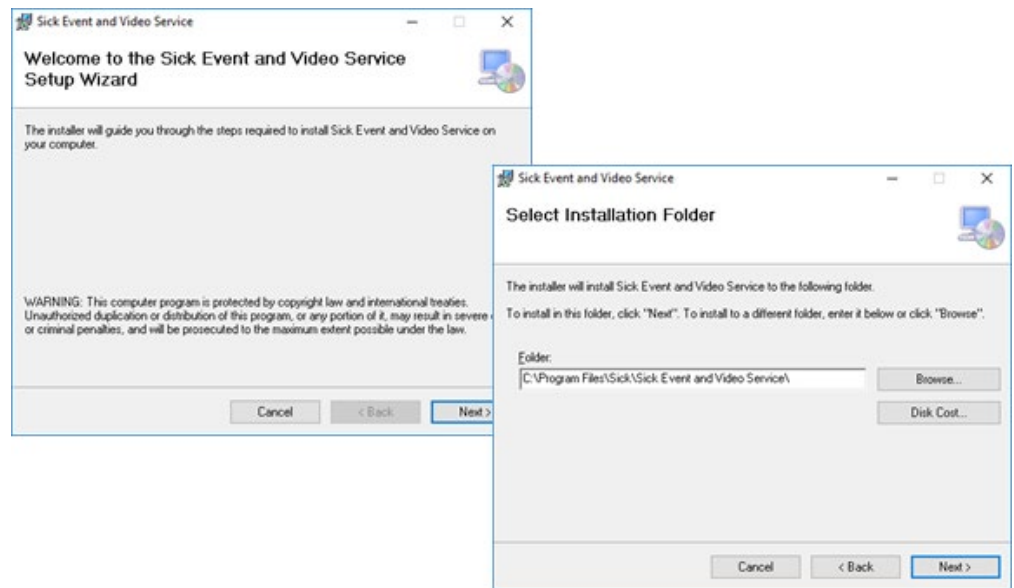 Sick Event and Video Service
Welcome to the Sick Event and Video Service
Setup Wizard
The installer will guide you through the steps required to install Sick Event and Video Service on
your computer.
WARNING: This computer program is protected by copyright law and international treaties.
Unauthorized duplication or distribution of this program, or any portion of it, may result in severe
or criminal penalties, and will be prosecuted to the maximum extent possible under the law.
Cancel
< Back
Next >
Sick Event and Video Service
Select Installation Folder
The installer will install Sick Event and Video Service to the following folder.
To install in this folder, click "Next". To install to a different folder, enter it below or click "Browse".
Folder:
C:\Program Files\Sick\Sick Event and Video Service\
Browse...
Disk Cost...
Cancel
< Back
Next >